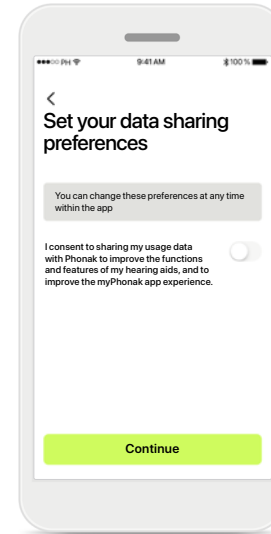 ●●●○○ PH 9:41 AM 100 %
Set your data sharing
preferences
You can change these preferences at any time
within the app
I consent to sharing my usage data
with Phonak to improve the functions
and features of my hearing aids, and to
improve the myPhonak app experience.
Continue